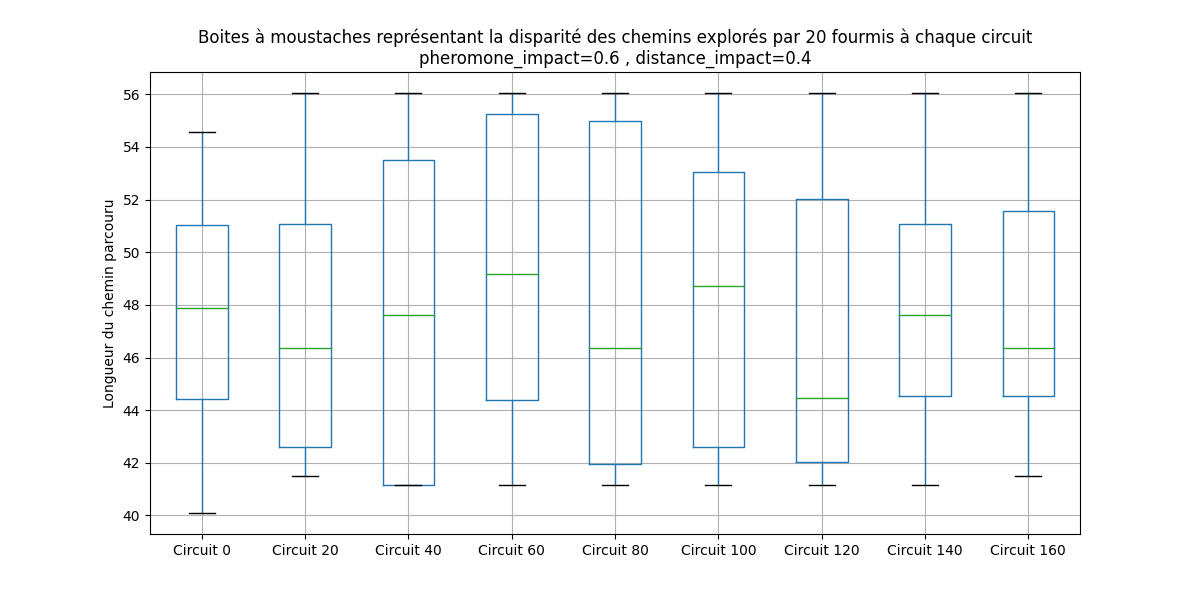 Boites à moustaches représentant la disparité des chemins explorés par 20 fourmis à chaque circuit
pheromone_impact=0.6 , distance_impact=0.4
Longueur du chemin parcouru
56
54
52
50
48
46
44
42
40
Circuit 0
Circuit 20
Circuit 40
Circuit 60
Circuit 80
Circuit 100
Circuit 120
Circuit 140
Circuit 160